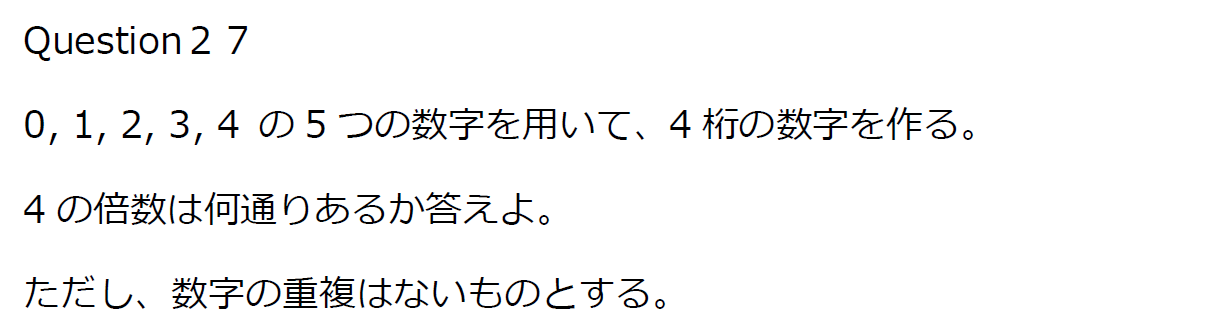 Question２ ７
0, 1, 2, 3, 4 の 5 つの数字を用いて、4 桁の数字を作る。
4 の倍数は何通りあるか答えよ。
ただし、数字の重複はないものとする。